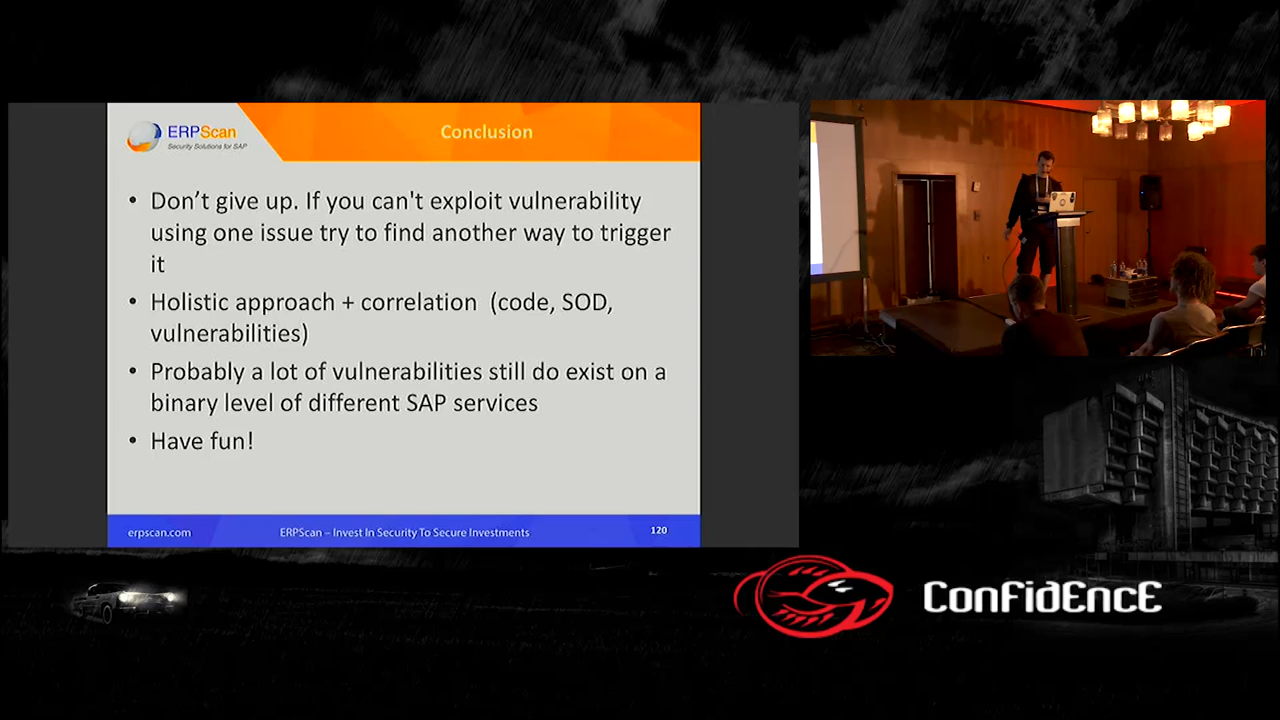 ERPScan
Security Solutions for SAP
Conclusion
• Don’t give up. If you can't exploit vulnerability
using one issue try to find another way to trigger
it
• Holistic approach + correlation (code, SOD,
vulnerabilities)
• Probably a lot of vulnerabilities still do exist on a
binary level of different SAP services
• Have fun!
erpscan.com
ERPScan – Invest In Security To Secure Investments
120
ConFidEncE